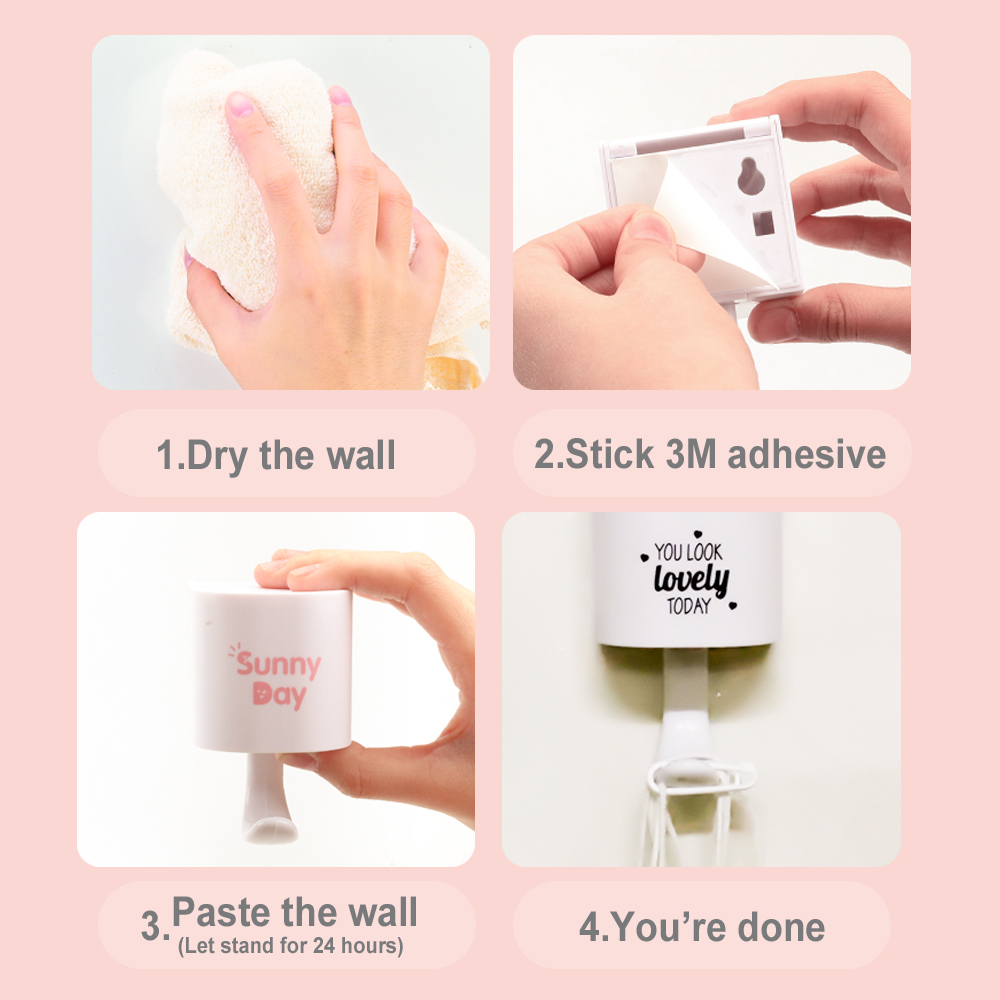 1.Dry the wall
2.Stick 3M adhesive
Sunny
Day
YOU LOOK
lovely
TODAY
3. Paste the wall
(Let stand for 24 hours)
4.You’re done